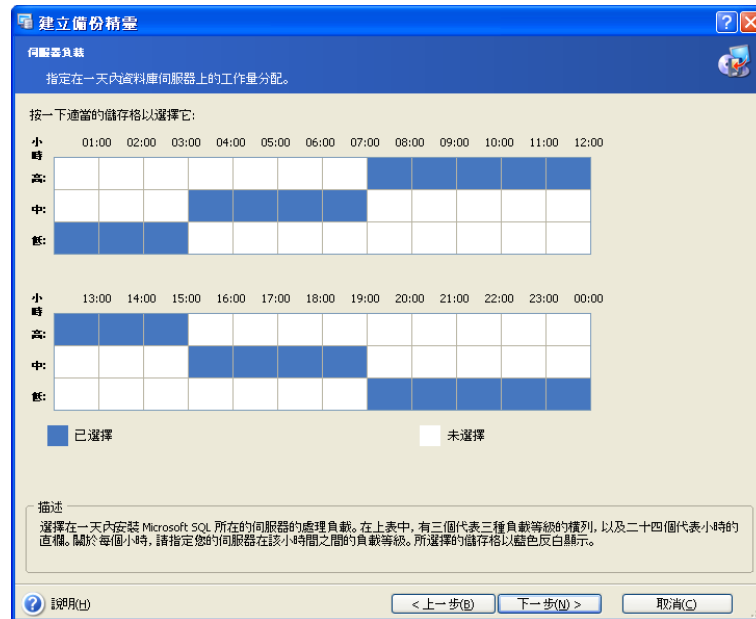 建立備份精靈
伺服器負載
指定在一天內資料庫伺服器上的工作量分配。
按一下適當的儲存格以選擇它:
小時 01:00 02:00 03:00 04:00 05:00 06:00 07:00 08:00 09:00 10:00 11:00 12:00
高:
中:
低:
小時 13:00 14:00 15:00 16:00 17:00 18:00 19:00 20:00 21:00 22:00 23:00 00:00
高:
中:
低:
已選擇 未選擇
描述
選擇在一天內安裝 Microsoft SQL 所在的伺服器的處理負載。在上表中, 有三個代表三種負載等級的橫列, 以及二十四個代表小時的
直欄。關於每個小時, 請指定您的伺服器在該小時間之間的負載等級。所選擇的儲存格以藍色反白顯示。
說明(H) < 上一步(B) 下一步(N) > 取消(C)